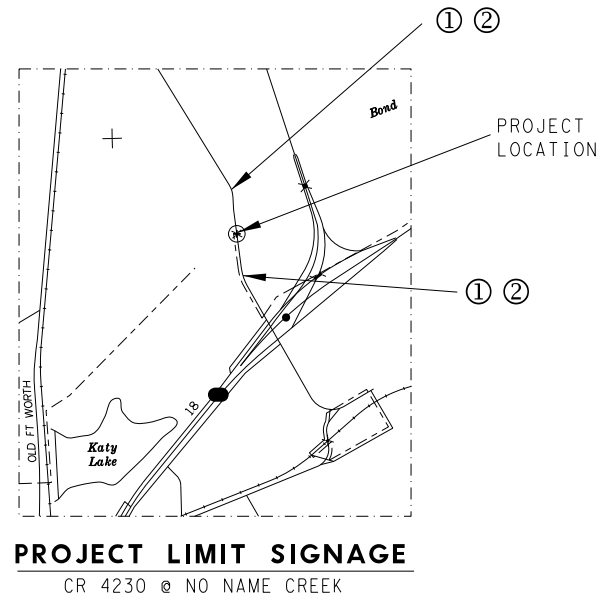 ① ②
Bond
PROJECT
LOCATION
① ②
OLD FT WORTH
18
Katy
Lake
PROJECT LIMIT SIGNAGE
CR 4230 @ NO NAME CREEK